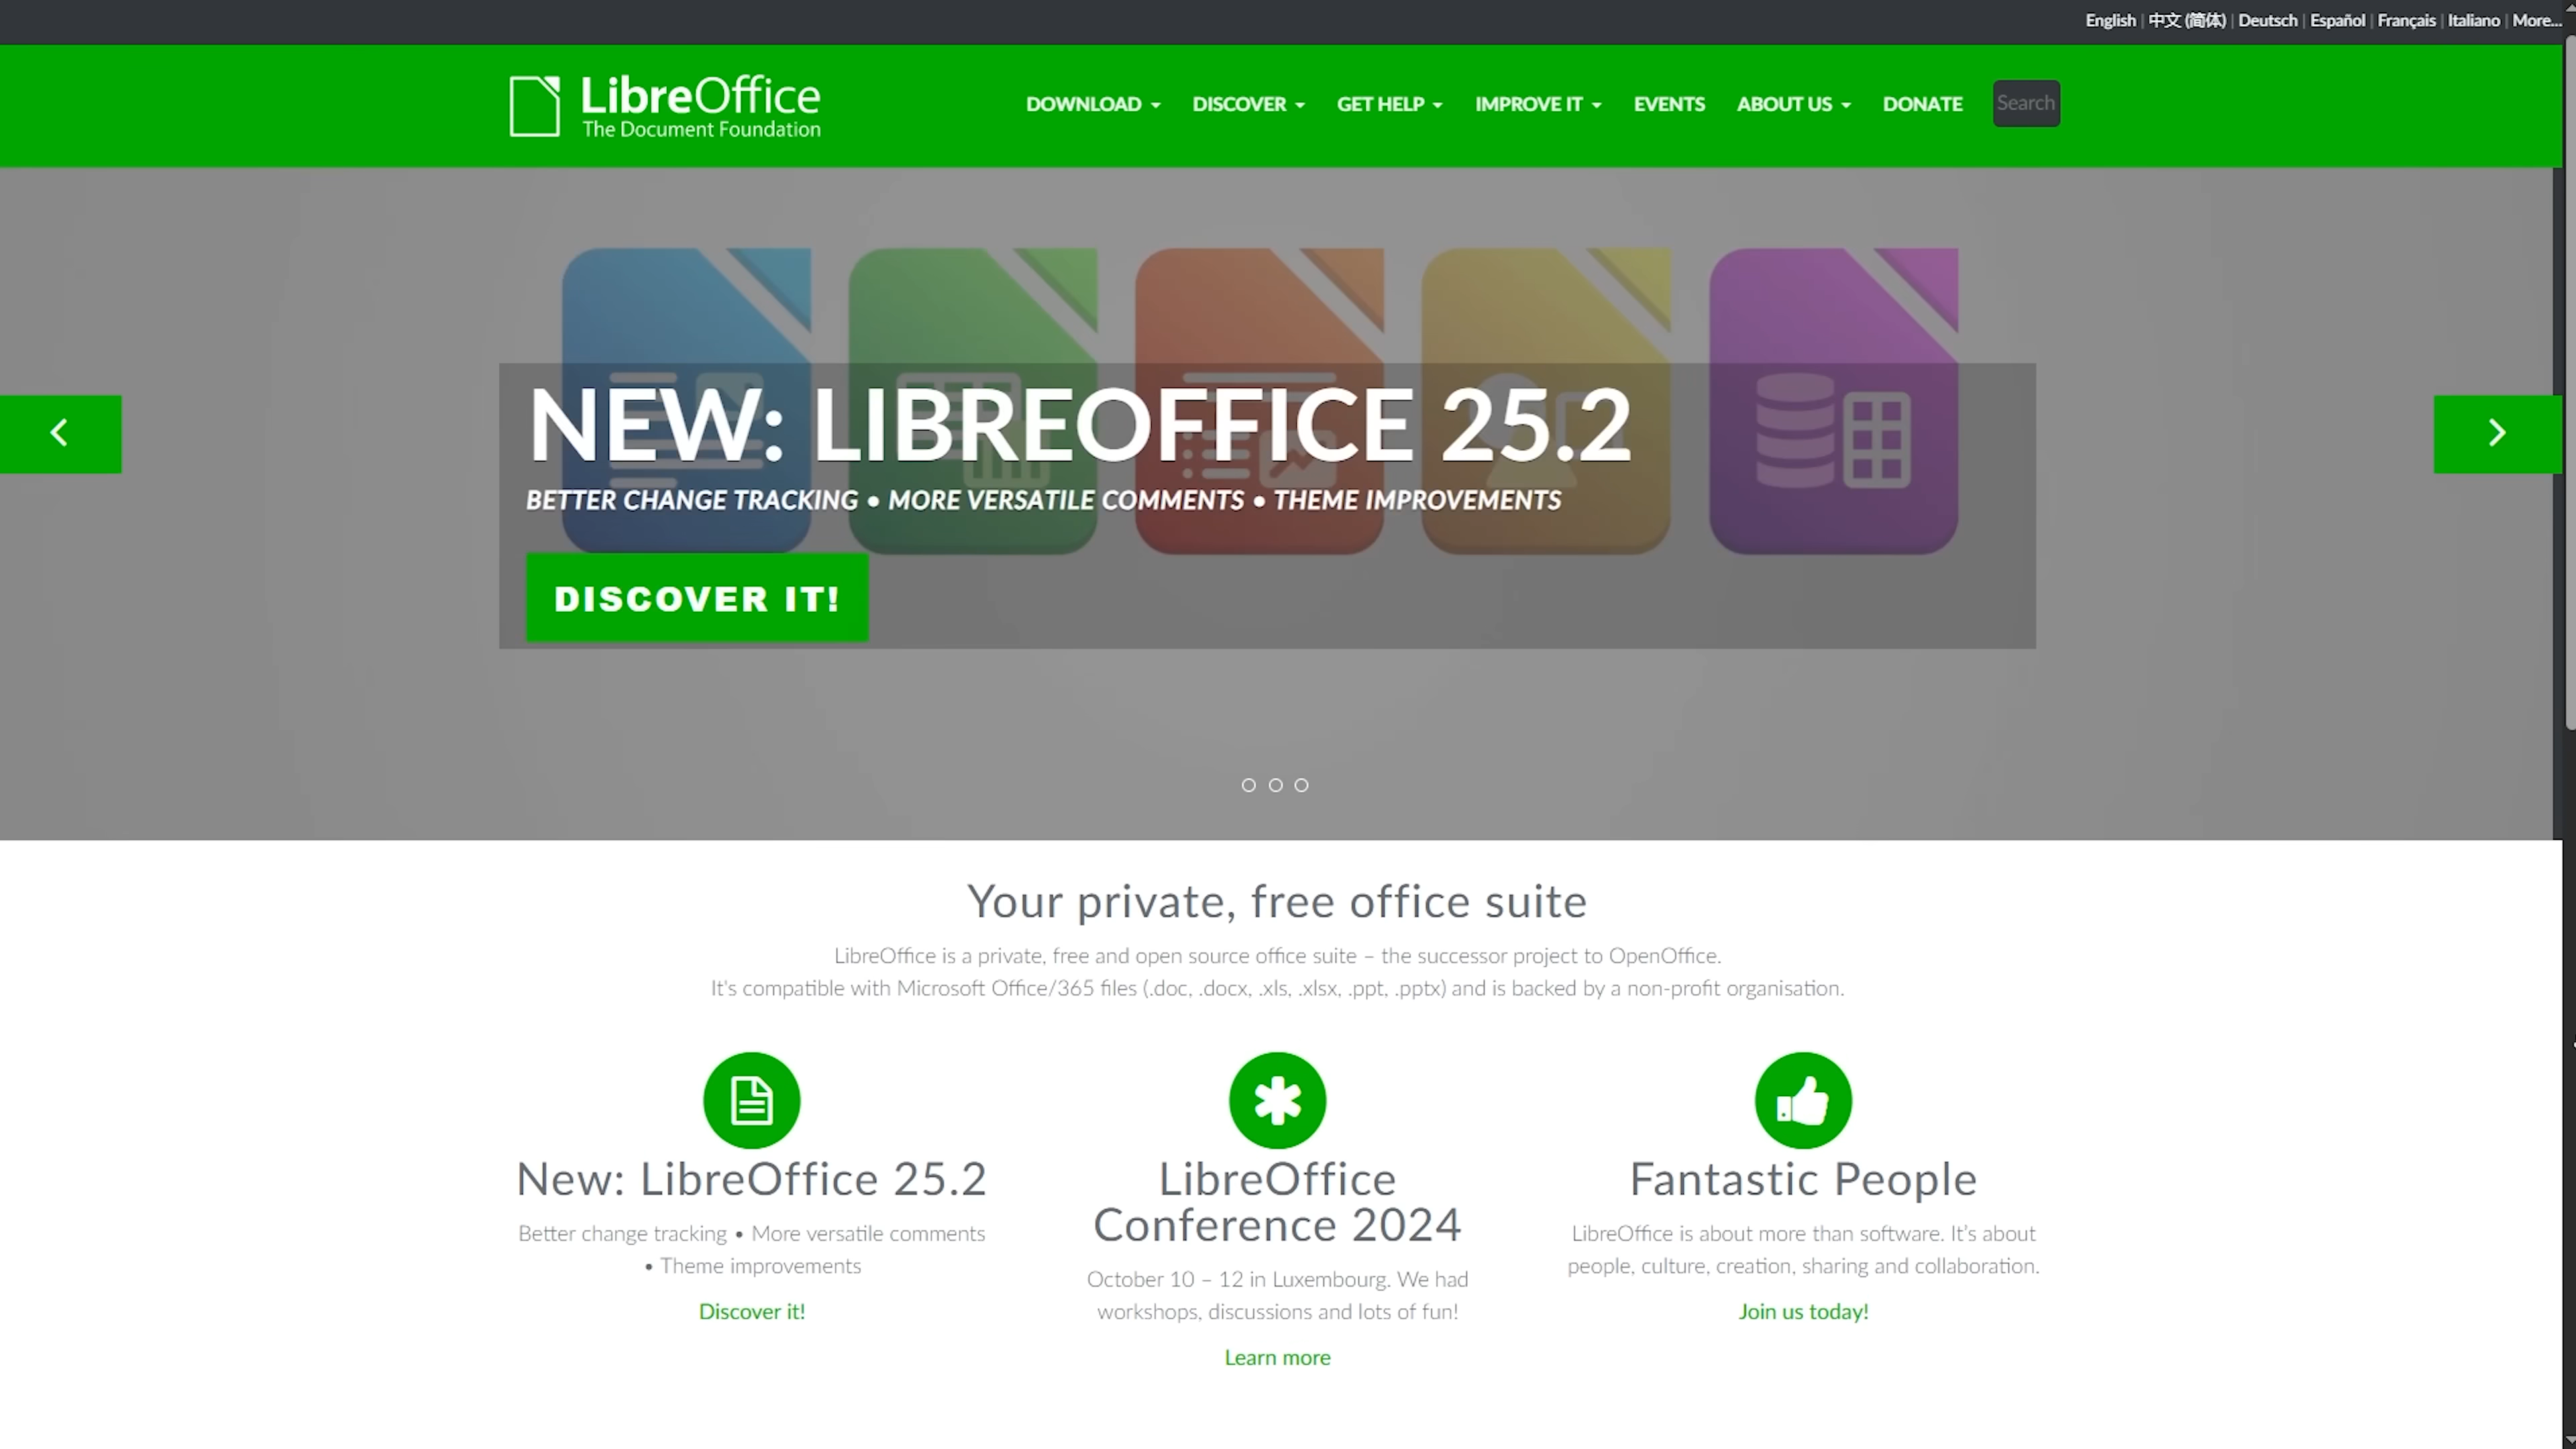 English | 中文 (简体) | Deutsch | Español | Français | Italiano | More...
LibreOffice
The Document Foundation
DOWNLOAD DISCOVER GET HELP IMPROVE IT EVENTS ABOUT US DONATE Search
NEW: LIBREOFFICE 25.2
BETTER CHANGE TRACKING • MORE VERSATILE COMMENTS • THEME IMPROVEMENTS
DISCOVER IT!
Your private, free office suite
LibreOffice is a private, free and open source office suite – the successor project to OpenOffice.
It's compatible with Microsoft Office/365 files (.doc, .docx, .xls, .xlsx, .ppt, .pptx) and is backed by a non-profit organisation.
New: LibreOffice 25.2
Better change tracking • More versatile comments
• Theme improvements
Discover it!
LibreOffice
Conference 2024
October 10 – 12 in Luxembourg. We had
workshops, discussions and lots of fun!
Learn more
Fantastic People
LibreOffice is about more than software. It’s about
people, culture, creation, sharing and collaboration.
Join us today!